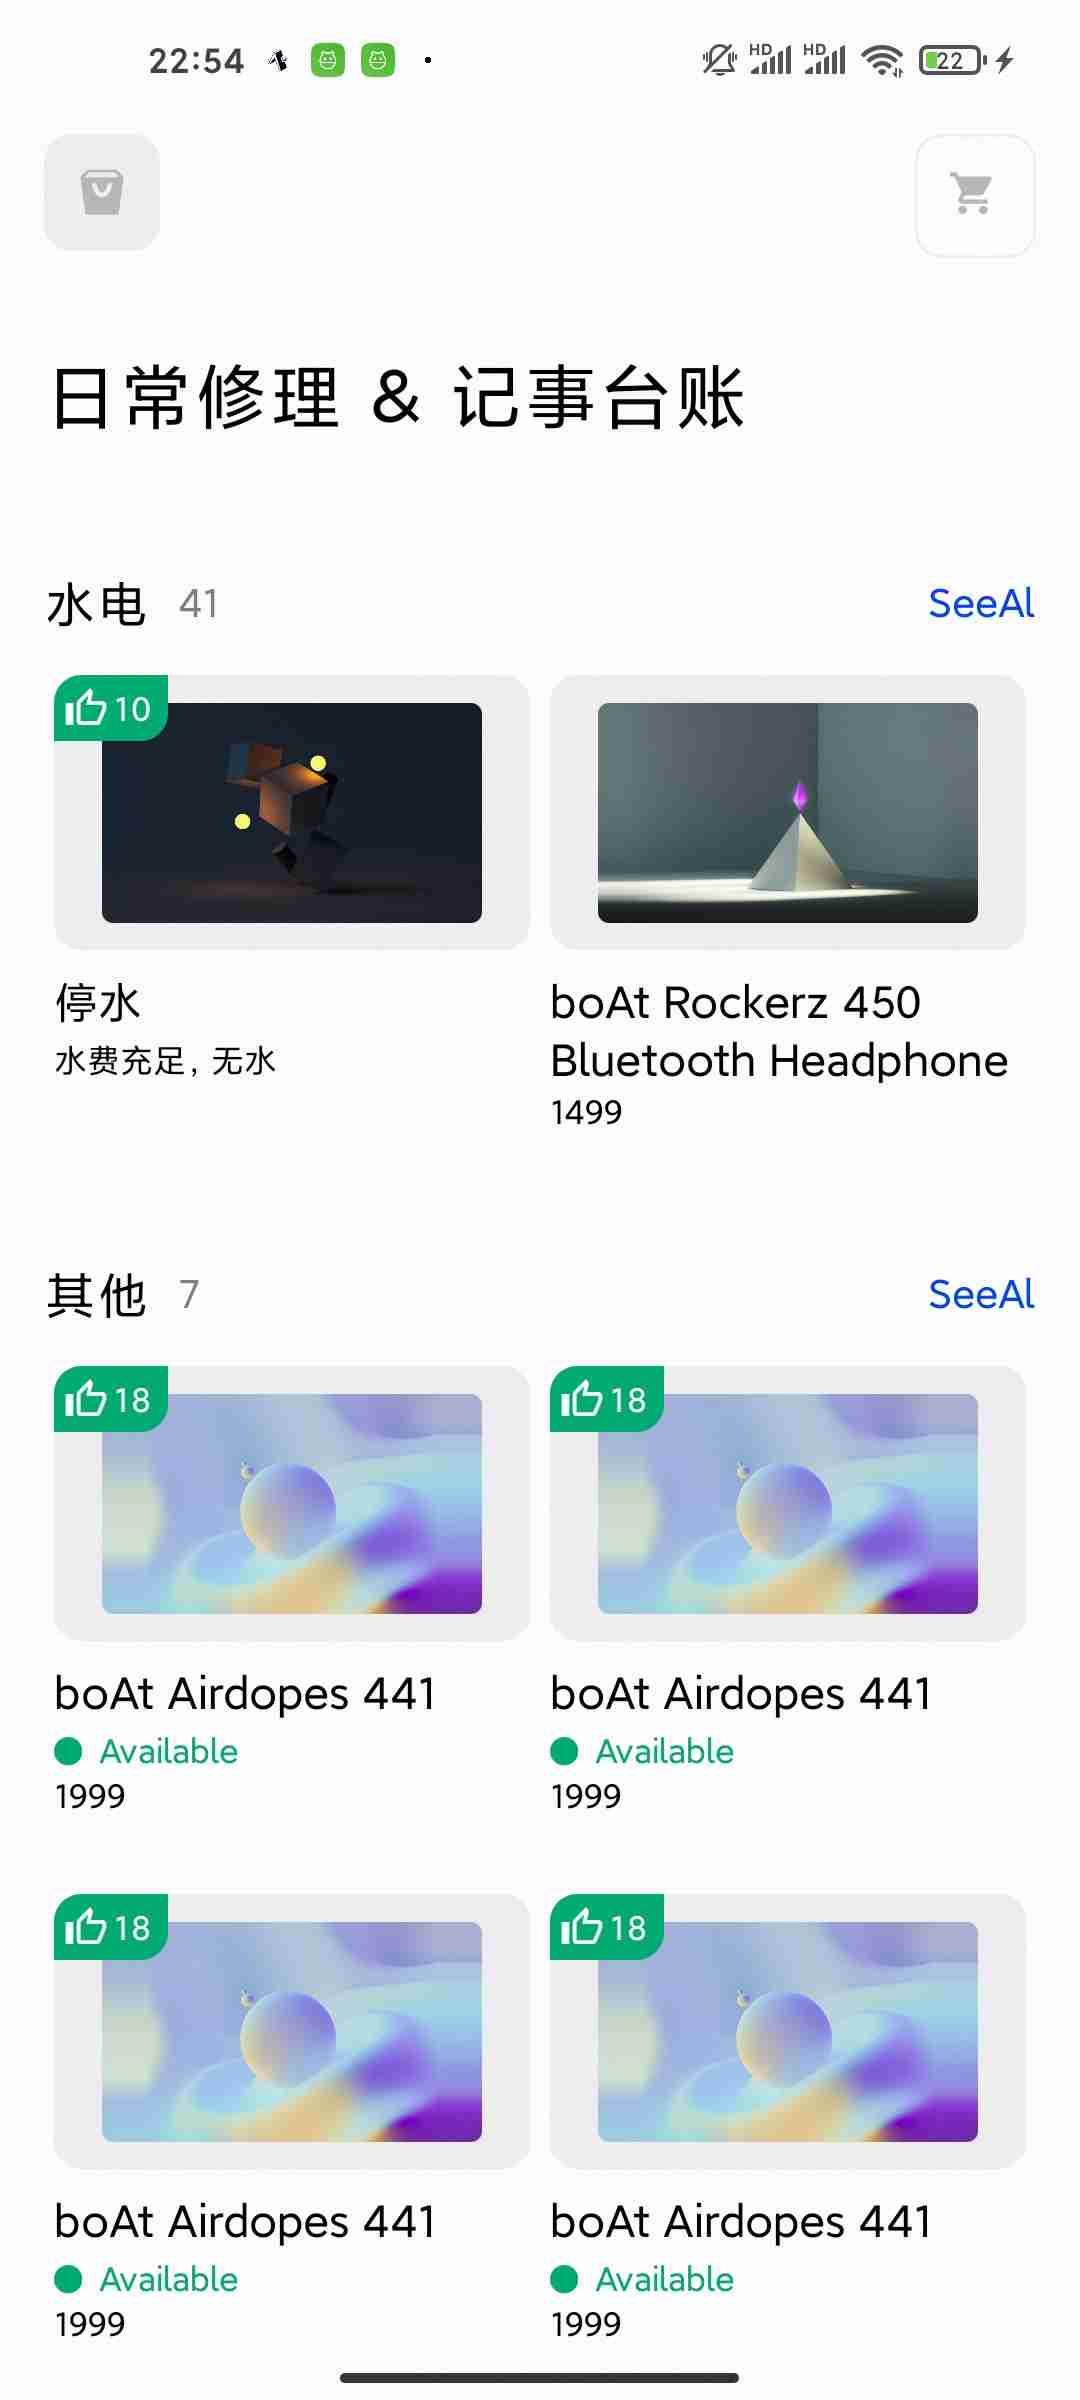 22:54
HD HD 22
日常修理 & 记事台账
水电 41 SeeAl
10
停水
水费充足, 无水
boAt Rockerz 450
Bluetooth Headphone
1499
其他 7 SeeAl
18 18
boAt Airdopes 441 boAt Airdopes 441
Available Available
1999 1999
18 18
boAt Airdopes 441 boAt Airdopes 441
Available Available
1999 1999